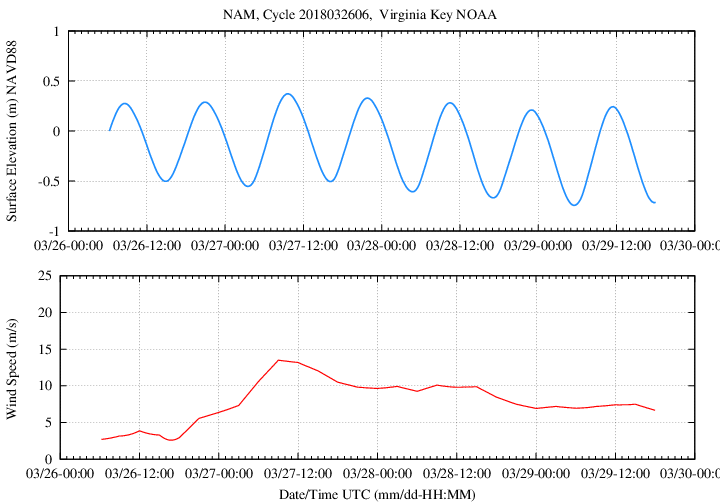 NAM, Cycle 2018032606,  Virginia Key NOAA
Surface Elevation (m) NAVD88
1
0.5
0
-0.5
-1
03/26-00:00 03/26-12:00 03/27-00:00 03/27-12:00 03/28-00:00 03/28-12:00 03/29-00:00 03/29-12:00 03/30-00:00
Wind Speed (m/s)
25
20
15
10
5
0
03/26-00:00 03/26-12:00 03/27-00:00 03/27-12:00 03/28-00:00 03/28-12:00 03/29-00:00 03/29-12:00 03/30-00:00
Date/Time UTC (mm/dd-HH:MM)